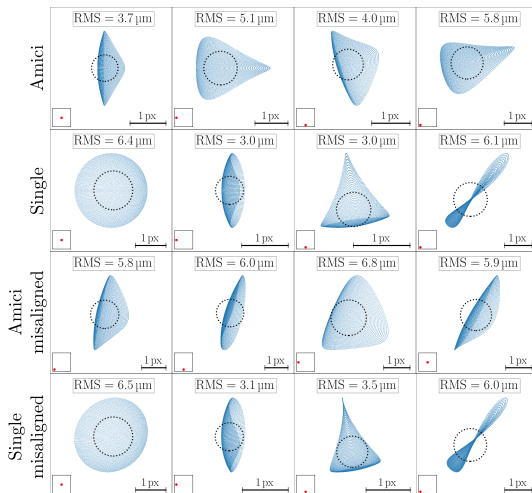 Amici
RMS = 3.7 µm
1 px
RMS = 5.1 µm
1 px
RMS = 4.0 µm
1 px
RMS = 5.8 µm
1 px
Single
RMS = 6.4 µm
1 px
RMS = 3.0 µm
1 px
RMS = 3.0 µm
1 px
RMS = 6.1 µm
1 px
Amici
misaligned
RMS = 5.8 µm
1 px
RMS = 6.0 µm
1 px
RMS = 6.8 µm
1 px
RMS = 5.9 µm
1 px
Single
misaligned
RMS = 6.5 µm
1 px
RMS = 3.1 µm
1 px
RMS = 3.5 µm
1 px
RMS = 6.0 µm
1 px